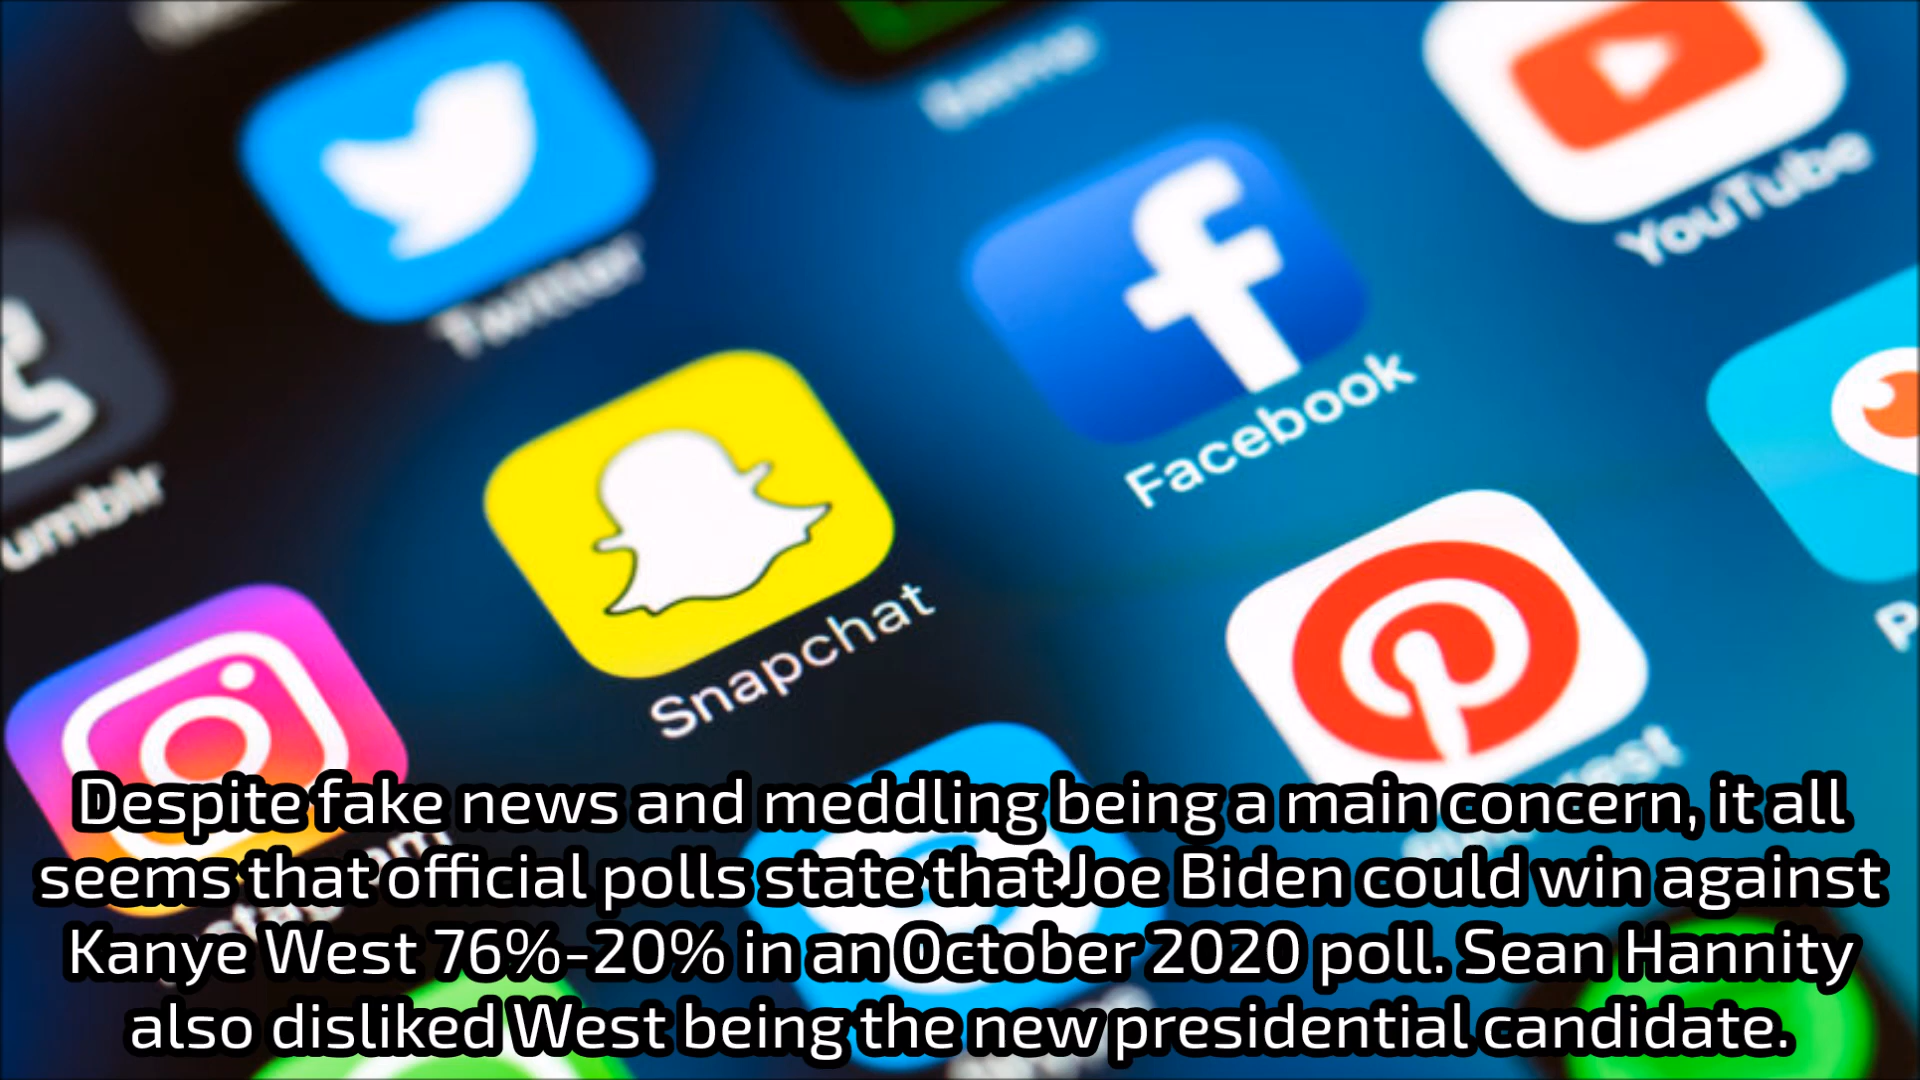 Twitter
YouTube
Facebook
umblr
Snapchat
Despite fake news and meddling being a main concern, it all
seems that official polls state that Joe Biden could win against
Kanye West 76%-20% in an October 2020 poll. Sean Hannity
also disliked West being the new presidential candidate.